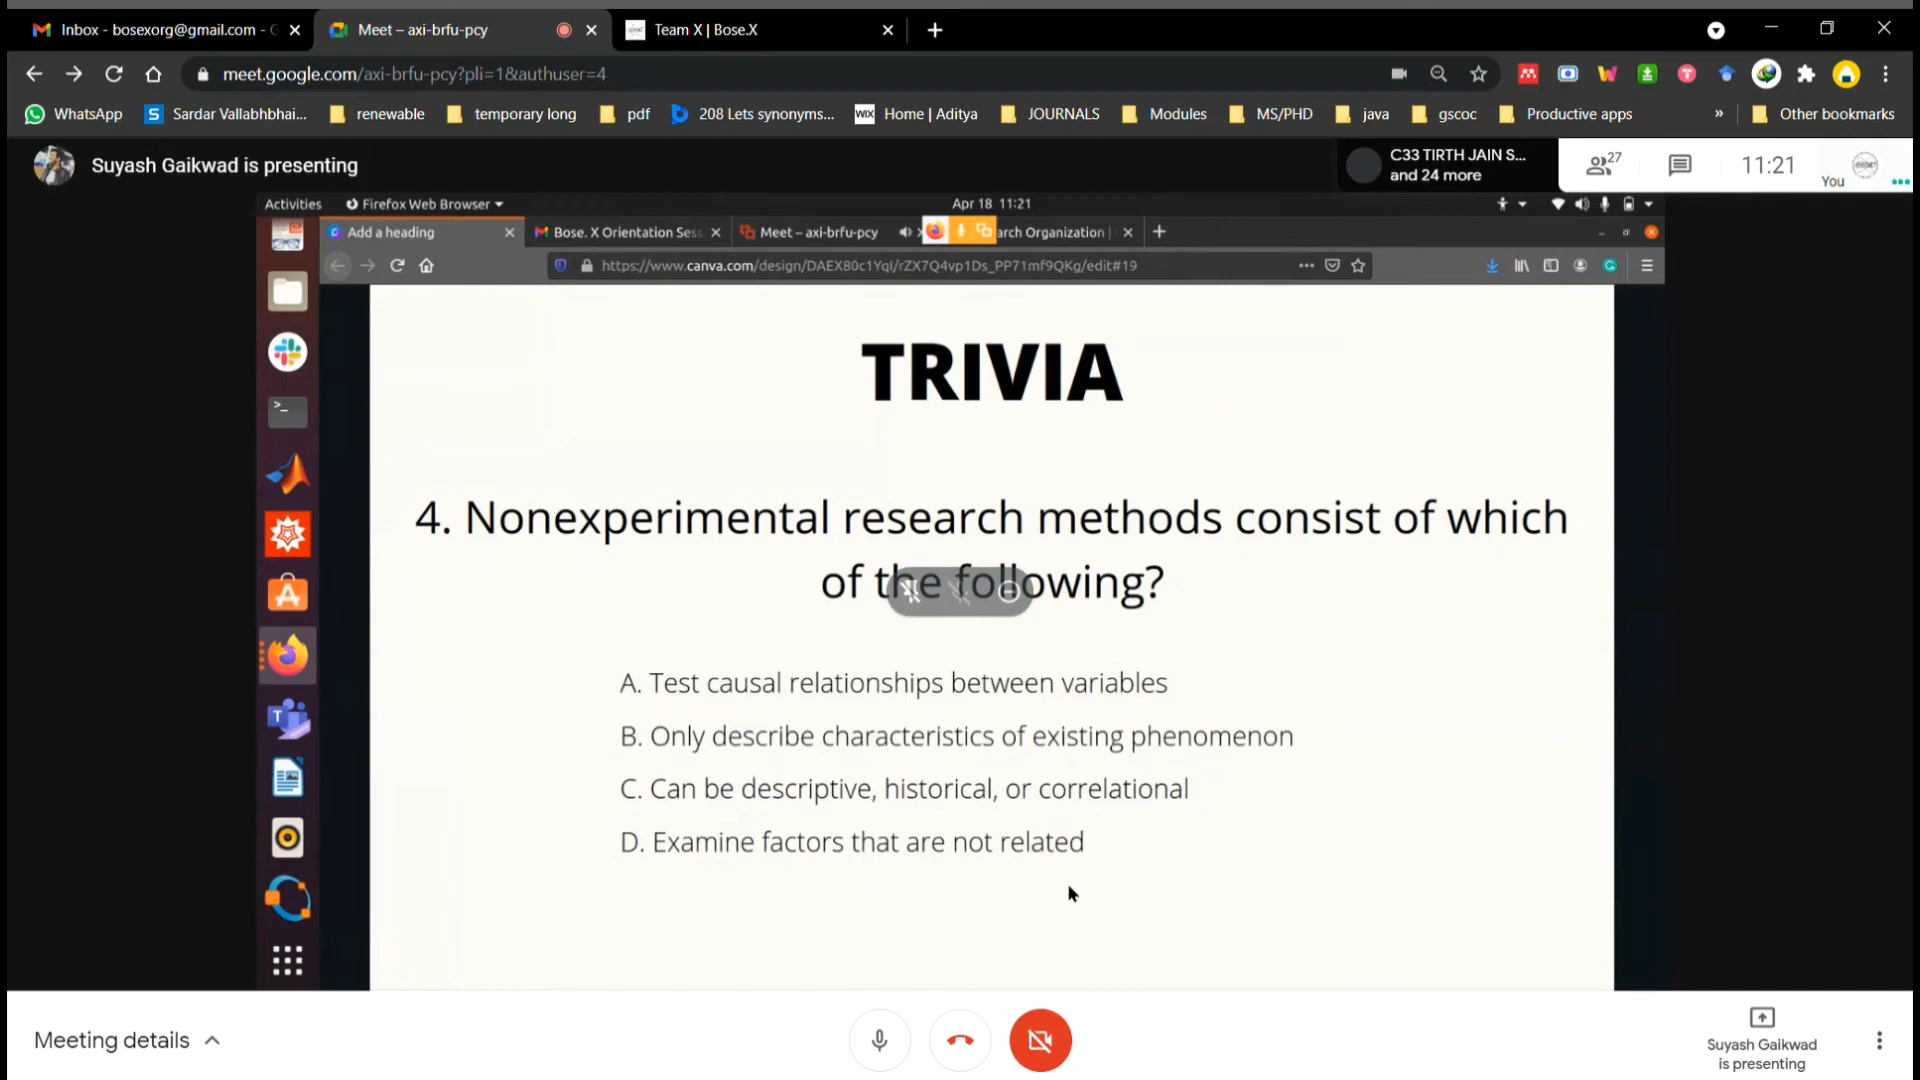 Inbox - bosexorg@gmail.com -
Meet – axi-brfu-pcy
Team X | Bose.X
meet.google.com/axi-brfu-pcy?pli=1&authuser=4
WhatsApp
Sardar Vallabhbhai...
renewable
temporary long
pdf
208 Lets synonyms...
WIX Home | Aditya
JOURNALS
Modules
MS/PHD
java
gscoc
Productive apps
»
Other bookmarks
Suyash Gaikwad is presenting
C33 TIRTH JAIN S...
and 24 more
27
11:21
You
Activities
Firefox Web Browser
Apr 18 11:21
Add a heading
Bose. X Orientation Sess
Meet – axi-brfu-pcy
arch Organization |
https://www.canva.com/design/DAEX80c1YqI/rZX7Q4vp1Ds_PP71mf9QKg/edit#19
TRIVIA
4. Nonexperimental research methods consist of which
of the following?
A. Test causal relationships between variables
B. Only describe characteristics of existing phenomenon
C. Can be descriptive, historical, or correlational
D. Examine factors that are not related
Meeting details
Suyash Gaikwad
is presenting